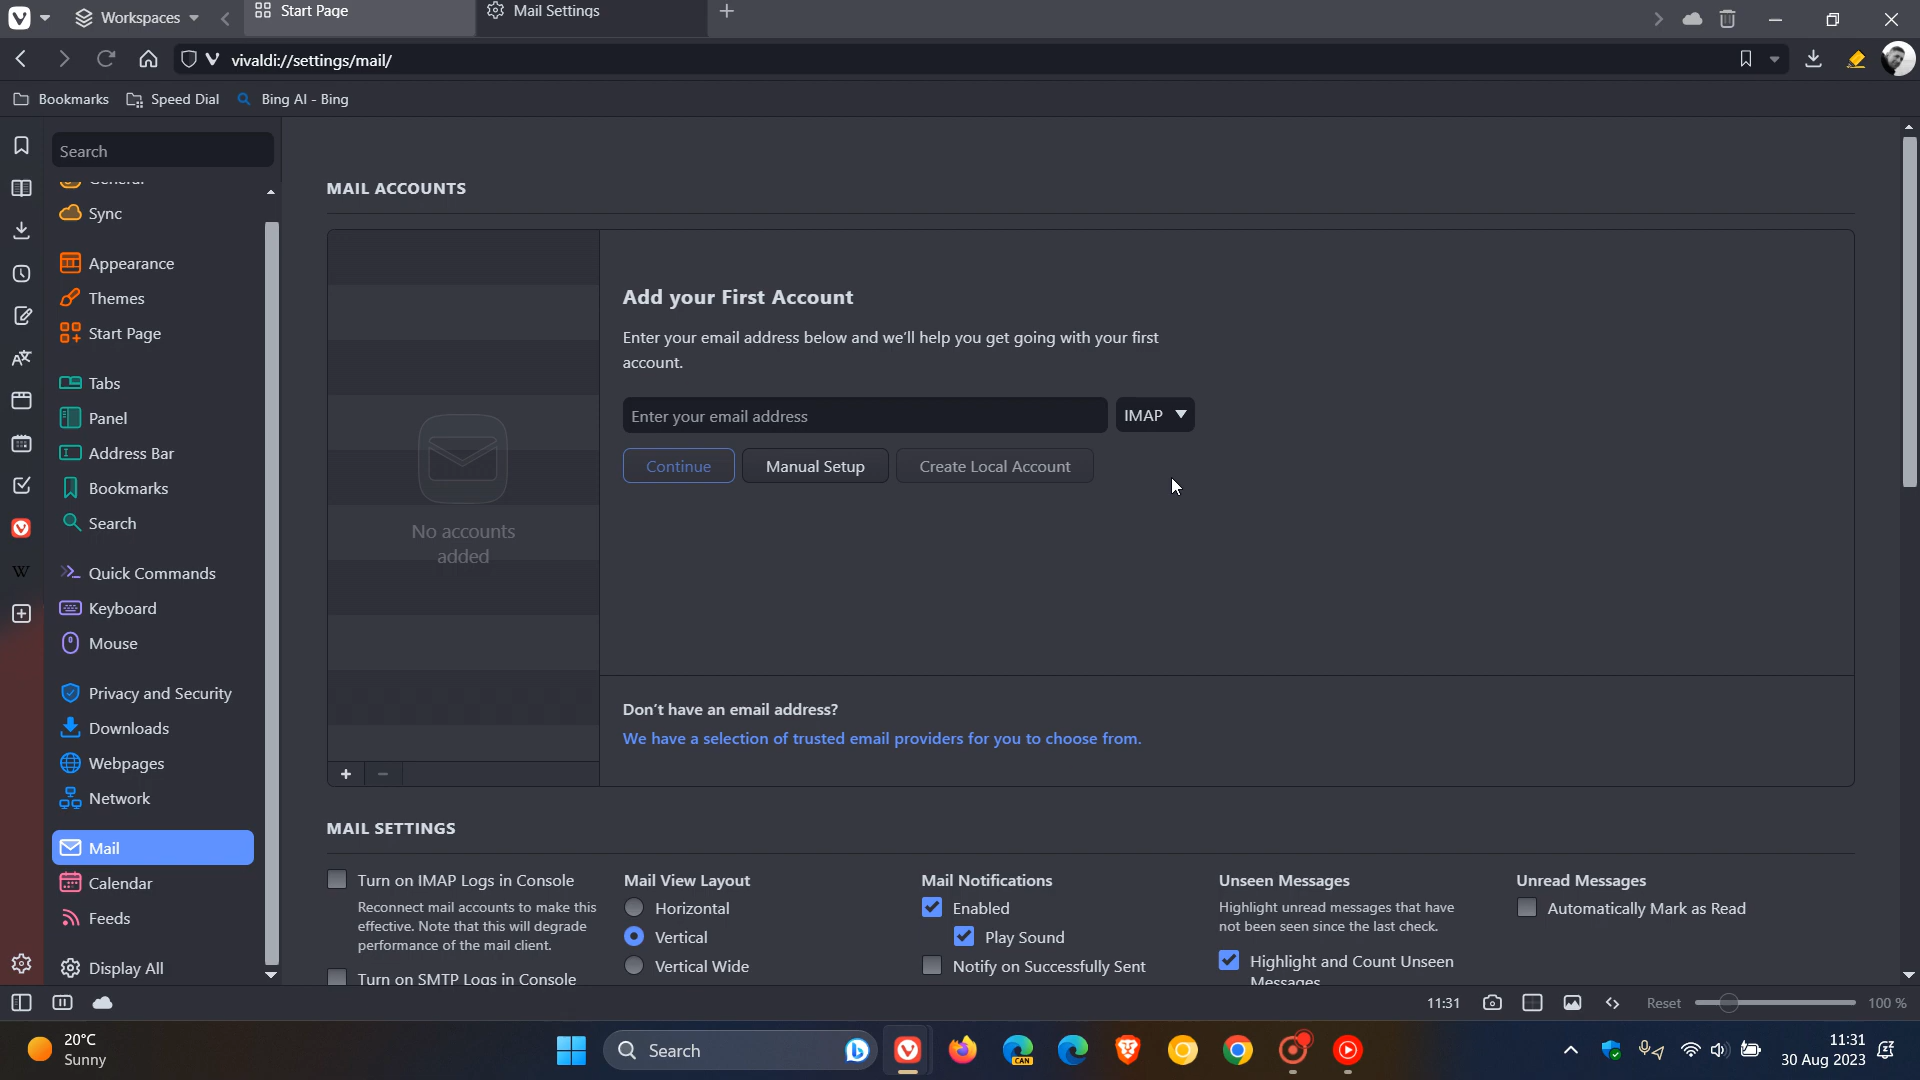 Workspaces
Start Page
Mail Settings
vivaldi://settings/mail/
Bookmarks
Speed Dial
Bing AI - Bing
Search
General
Sync
Appearance
Themes
Start Page
Tabs
Panel
Address Bar
Bookmarks
Search
Quick Commands
Keyboard
Mouse
Privacy and Security
Downloads
Webpages
Network
Mail
Calendar
Feeds
Display All
W
MAIL ACCOUNTS
No accounts
added
Add your First Account
Enter your email address below and we'll help you get going with your first
account.
Enter your email address
IMAP
Continue
Manual Setup
Create Local Account
Don't have an email address?
We have a selection of trusted email providers for you to choose from.
MAIL SETTINGS
Turn on IMAP Logs in Console
Reconnect mail accounts to make this
effective. Note that this will degrade
performance of the mail client.
Turn on SMTP Logs in Console
Mail View Layout
Horizontal
Vertical
Vertical Wide
Mail Notifications
Enabled
Play Sound
Notify on Successfully Sent
Unseen Messages
Highlight unread messages that have
not been seen since the last check.
Highlight and Count Unseen
Messages
Unread Messages
Automatically Mark as Read
11:31
Reset
100 %
20°C
Sunny
Search
CAN
11:31
30 Aug 2023